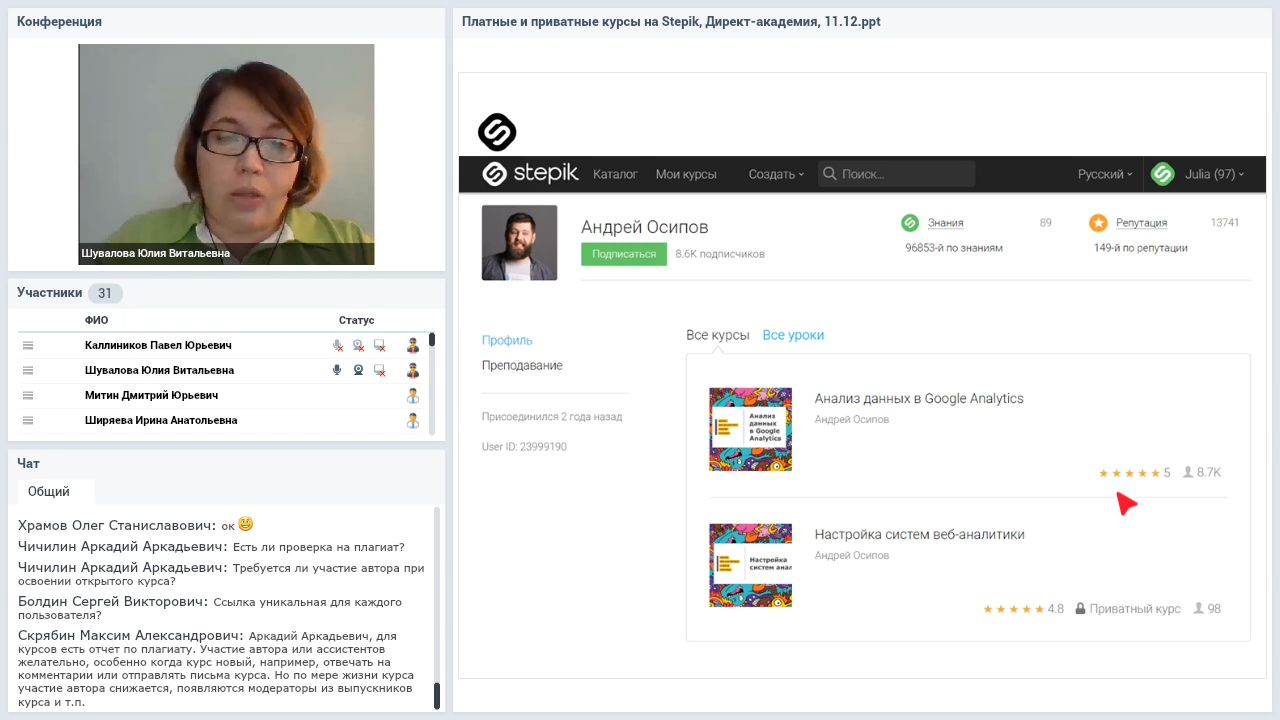 Конференция
Шувалова Юлия Витальевна
Участники 31
ФИО Статус
Каллиников Павел Юрьевич
Шувалова Юлия Витальевна
Митин Дмитрий Юрьевич
Ширяева Ирина Анатольевна
Чат
Общий
Храмов Олег Станиславович: ок
Чичилин Аркадий Аркадьевич: Есть ли проверка на плагиат?
Чичилин Аркадий Аркадьевич: Требуется ли участие автора при
освоении открытого курса?
Болдин Сергей Викторович: Ссылка уникальная для каждого
пользователя?
Скрябин Максим Александрович: Аркадий Аркадьевич, для
курсов есть отчет по плагиату. Участие автора или ассистентов
желательно, особенно когда курс новый, например, отвечать на
комментарии или отправлять письма курса. Но по мере жизни курса
участие автора снижается, появляются модераторы из выпускников
курса и т.п.
Платные и приватные курсы на Stepik, Директ-академия, 11.12.ppt
stepik Каталог Мои курсы Создать Поиск... Русский Julia (97)
Андрей Осипов
Подписаться 8.6K подписчиков
Знания 89
96853-й по знаниям
Репутация 13741
149-й по репутации
Профиль
Преподавание
Присоединился 2 года назад
User ID: 23999190
Все курсы Все уроки
Анализ
данных
в Google
Analytics
Анализ данных в Google Analytics
Андрей Осипов
5 8.7K
Настройка
систем анал
Настройка систем веб-аналитики
Андрей Осипов
4.8 Приватный курс 98